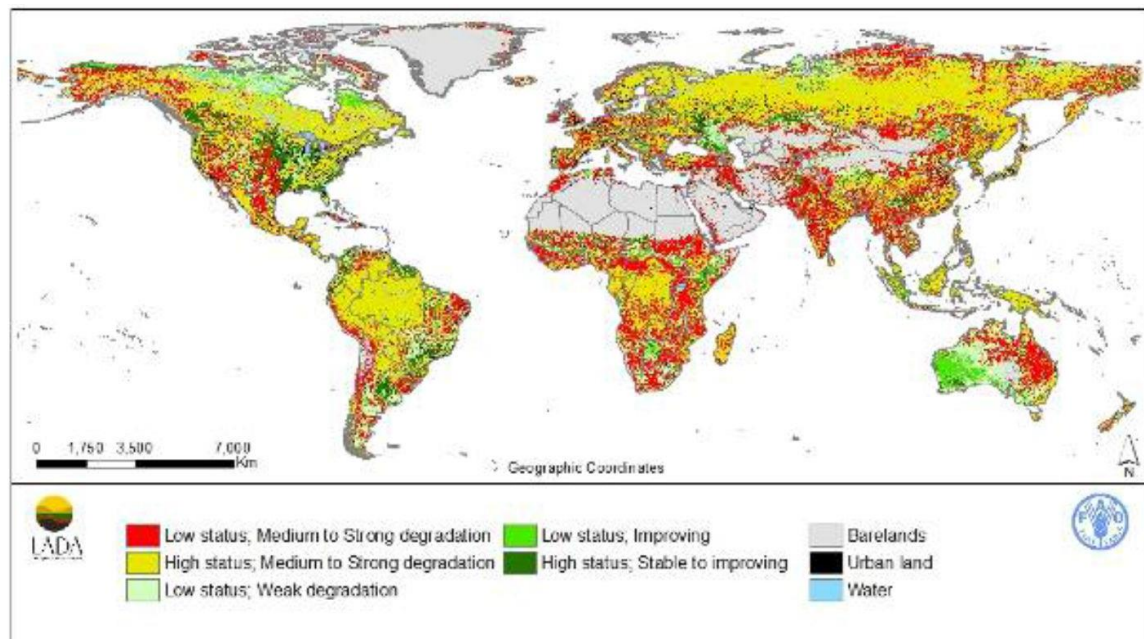 0 1,750 3,500 7,000
Km
Geographic Coordinates
N
LADA
Low status; Medium to Strong degradation
High status; Medium to Strong degradation
Low status; Weak degradation
Low status; Improving
High status; Stable to improving
Barelands
Urban land
Water